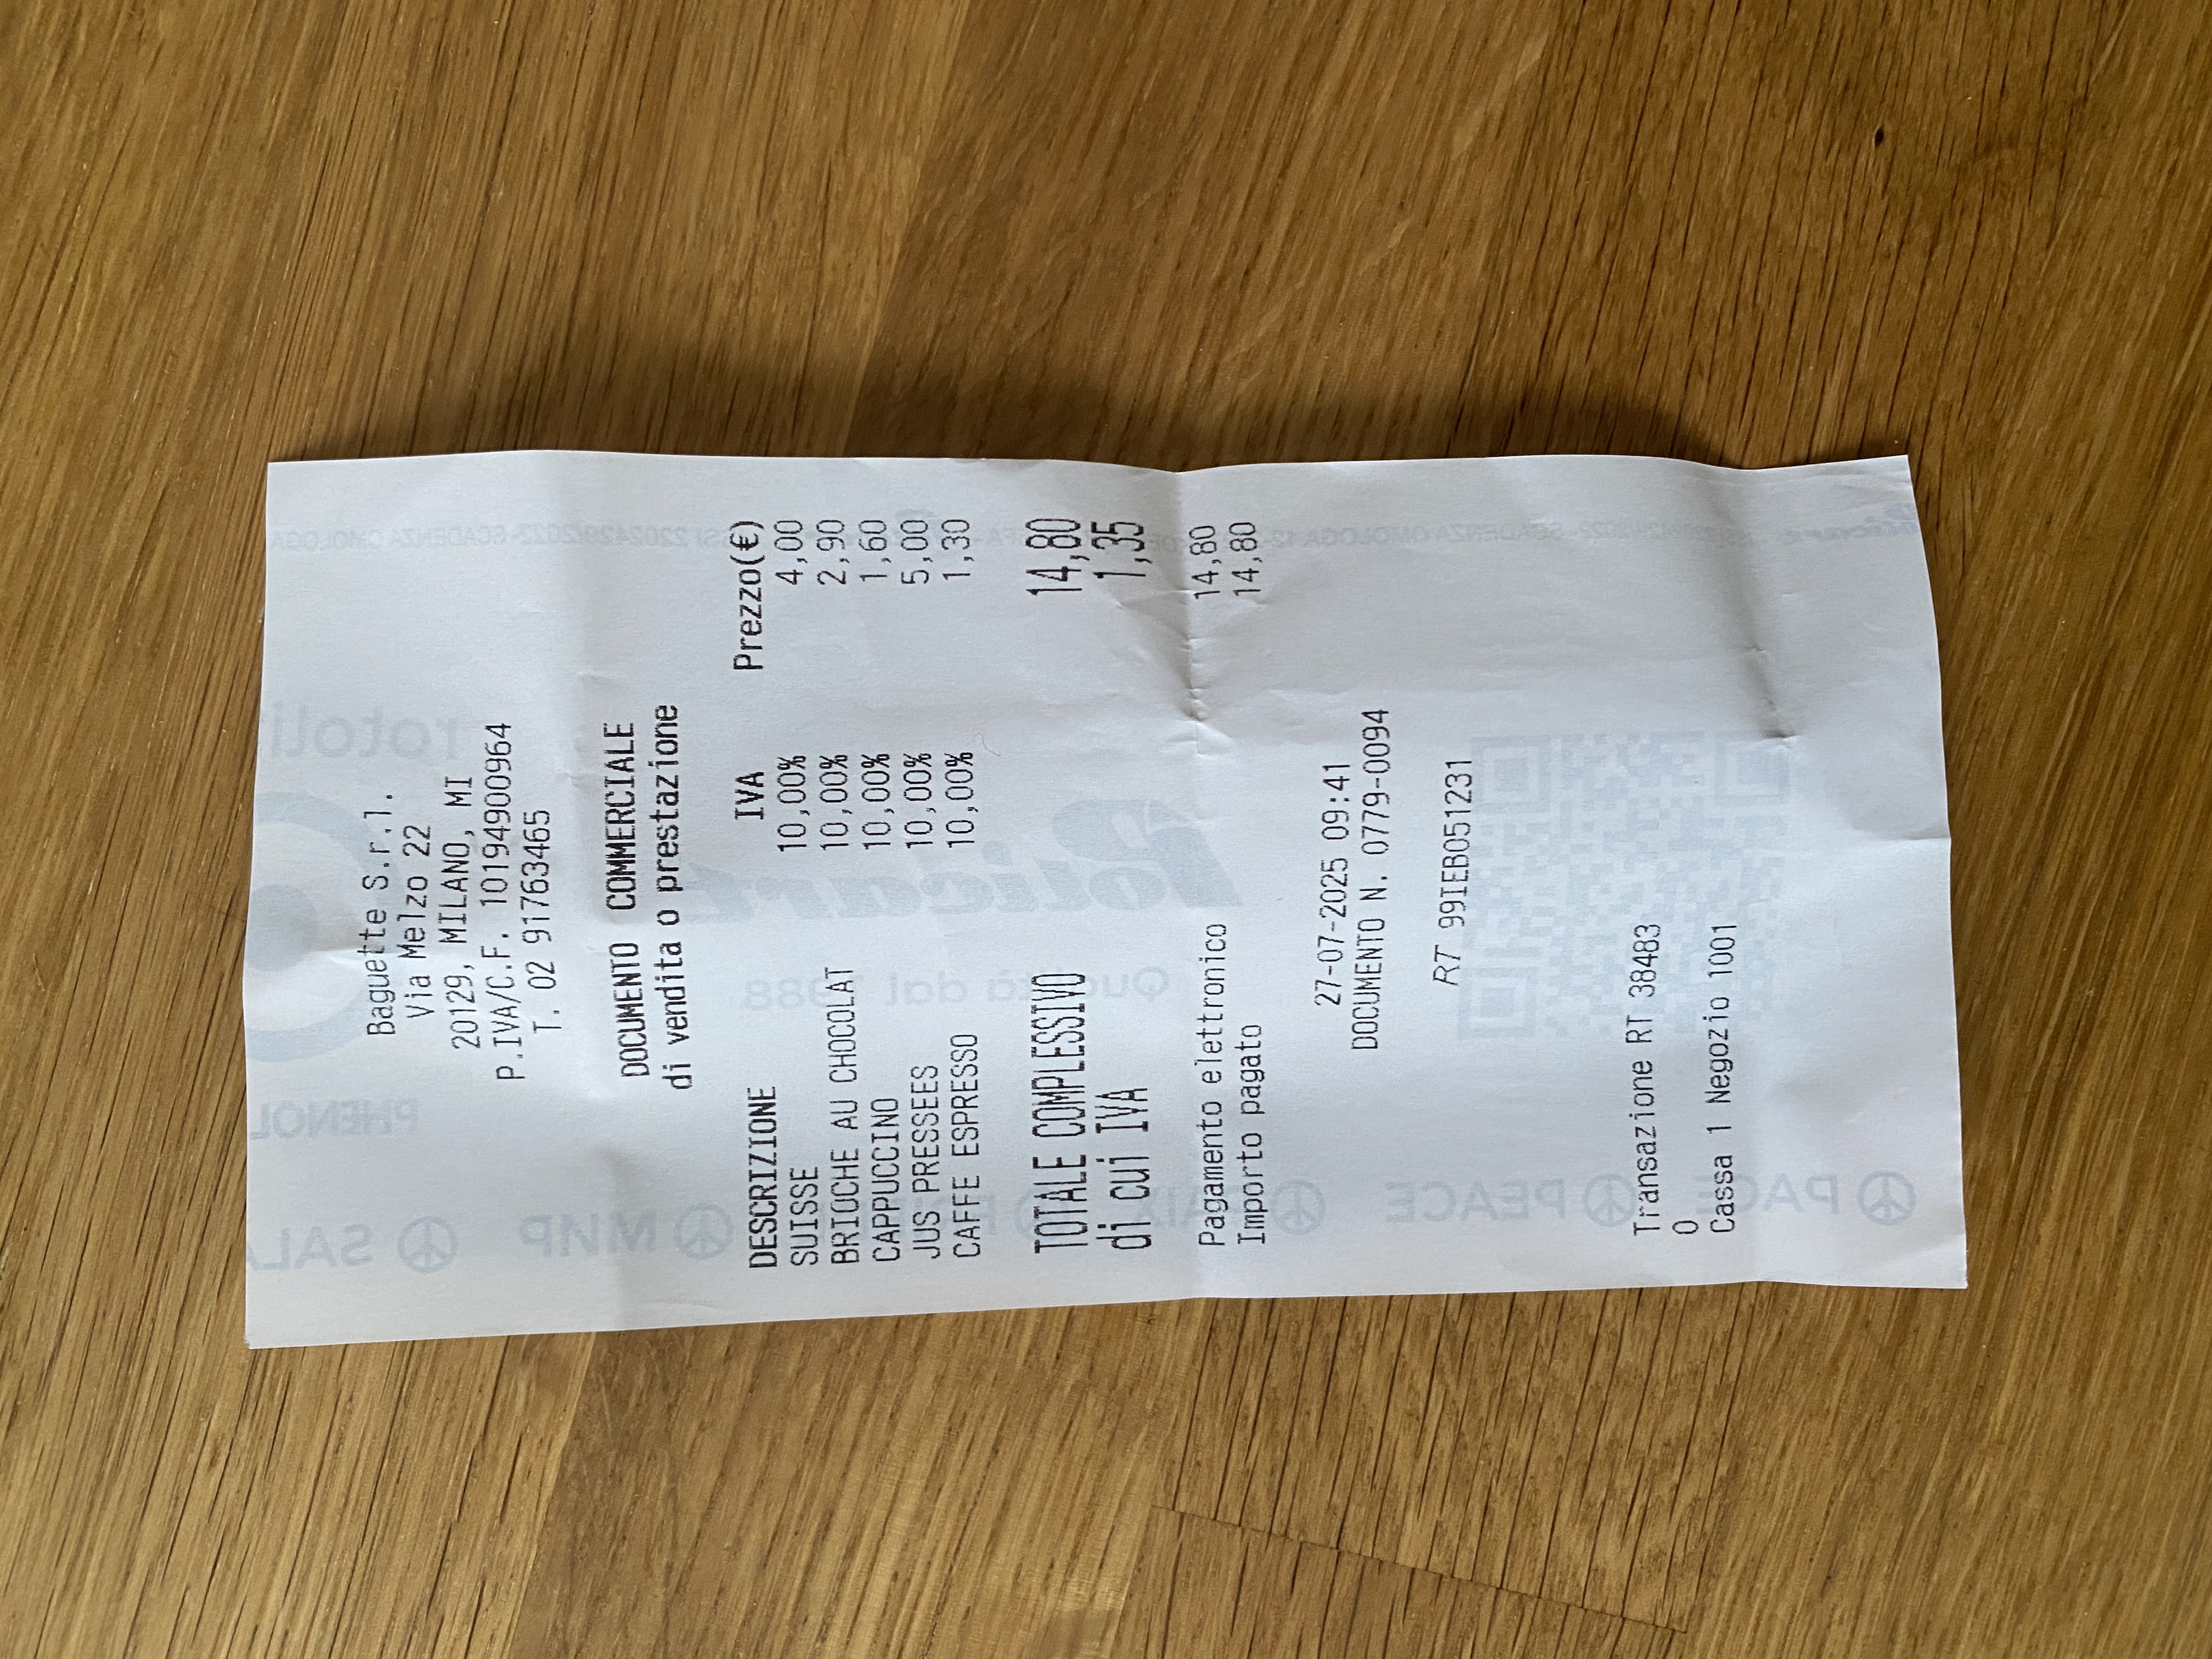 Baguette S.r.l.
Via Melzo 22
20129, MILANO, MI
P.IVA/C.F. 10194900964
T. 02 91763465
DOCUMENTO COMMERCIALE
di vendita o prestazione
DESCRIZIONE IVA Prezzo(€)
SUISSE 10,00% 4,00
BRIOCHE AU CHOCOLAT 10,00% 2,90
CAPPUCCINO 10,00% 1,60
JUS PRESSEES 10,00% 5,00
CAFFE ESPRESSO 10,00% 1,30
TOTALE COMPLESSIVO 14,80
di cui IVA 1,35
Pagamento elettronico 14,80
Importo pagato 14,80
27-07-2025 09:41
DOCUMENTO N. 0779-0094
RT 99IEB051231
Transazione RT 38483
0
Cassa 1 Negozio 1001